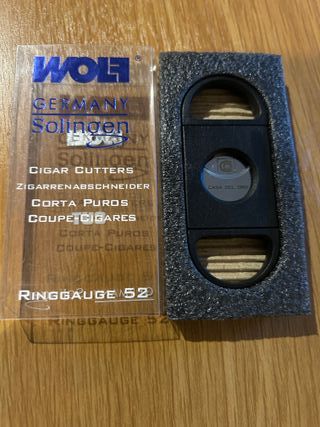 WOLF®
GERMANY
Solingen
CIGAR CUTTERS
ZIGARRENABSCHNEIDER
CORTA PUROS
COUPE-CIGARES
RINGGAUGE 52
CASA DEL ORO